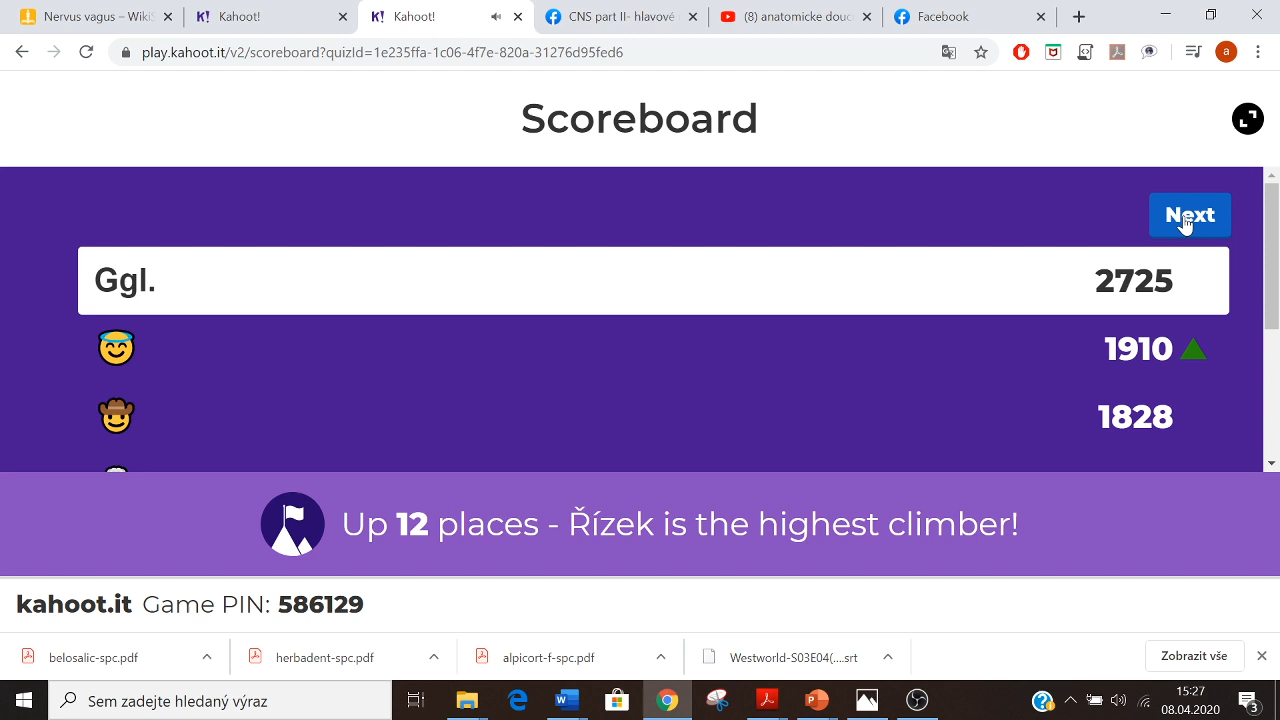 Nervus vagus – WikiS
Kahoot!
Kahoot!
CNS part II- hlavové
(8) anatomicke douc
Facebook
play.kahoot.it/v2/scoreboard?quizId=1e235ffa-1c06-4f7e-820a-31276d95fed6
a
Scoreboard
Next
Ggl. 2725
1910
1828
Up 12 places - Řízek is the highest climber!
kahoot.it Game PIN: 586129
belosalic-spc.pdf
herbadent-spc.pdf
alpicort-f-spc.pdf
Westworld-S03E04(....srt
Zobrazit vše
Sem zadejte hledaný výraz
15:27
08.04.2020
3